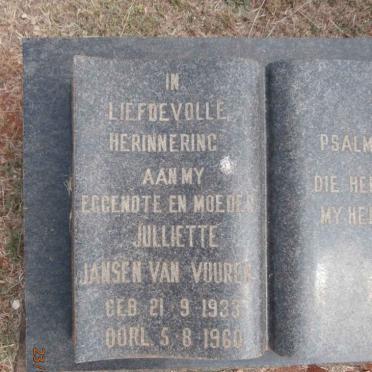 IN
LIEFDEVOLLE
HERINNERING
AAN MY
EGGENOTE EN MOEDER
JULLIETTE
JANSEN VAN VUUREN
GEB 21 9 1933
OORL. 5 8 1960
PSALM
DIE HE
MY HE
23